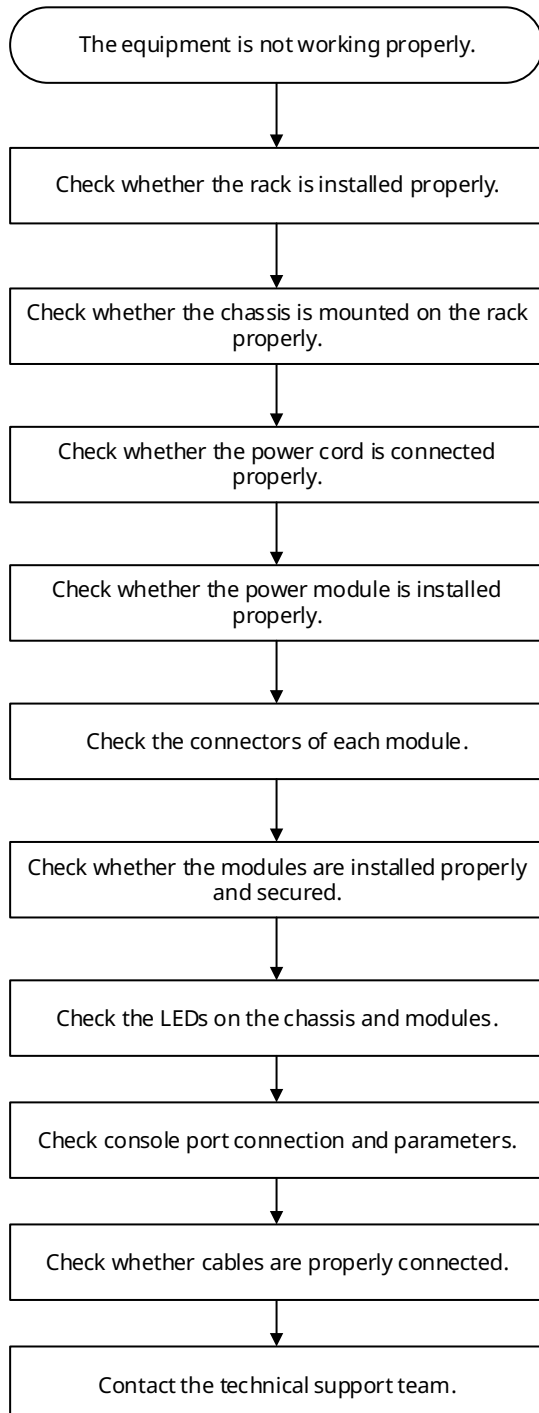 The equipment is not working properly.
Check whether the rack is installed properly.
Check whether the chassis is mounted on the rack
properly.
Check whether the power cord is connected
properly.
Check whether the power module is installed
properly.
Check the connectors of each module.
Check whether the modules are installed properly
and secured.
Check the LEDs on the chassis and modules.
Check console port connection and parameters.
Check whether cables are properly connected.
Contact the technical support team.